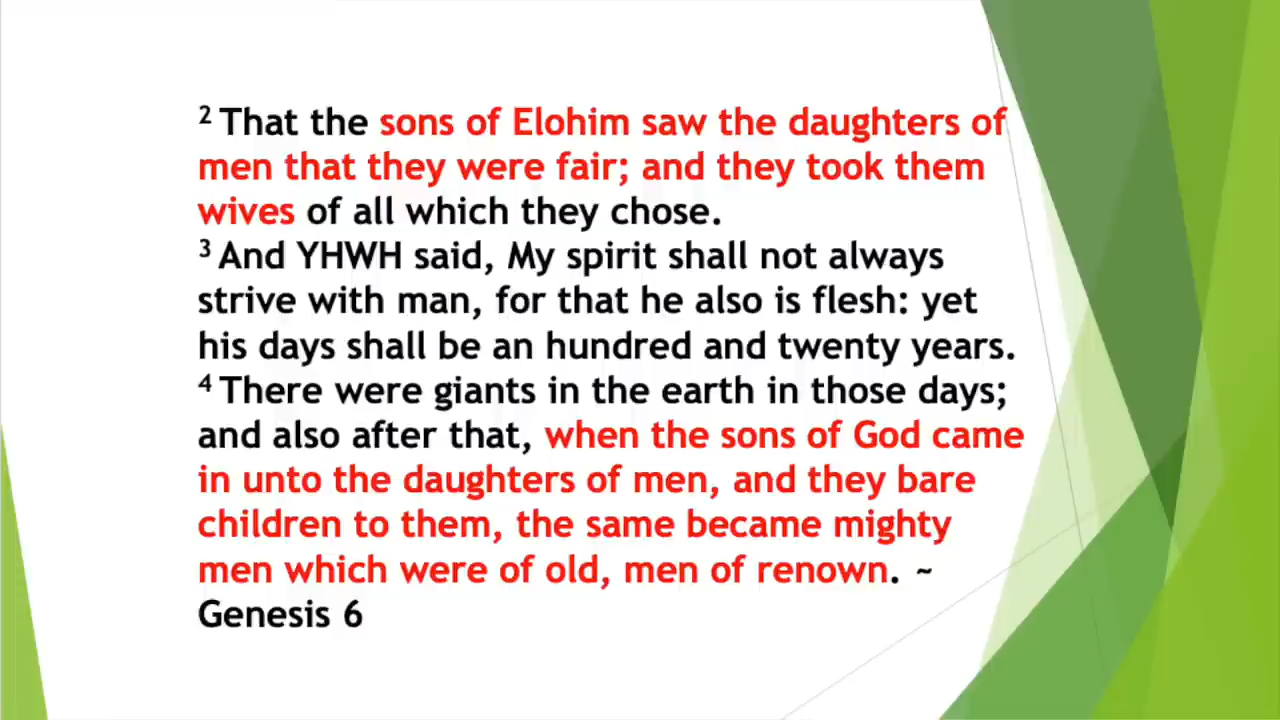 2 That the sons of Elohim saw the daughters of
men that they were fair; and they took them
wives of all which they chose.
3 And YHWH said, My spirit shall not always
strive with man, for that he also is flesh: yet
his days shall be an hundred and twenty years.
4 There were giants in the earth in those days;
and also after that, when the sons of God came
in unto the daughters of men, and they bare
children to them, the same became mighty
men which were of old, men of renown. ~
Genesis 6